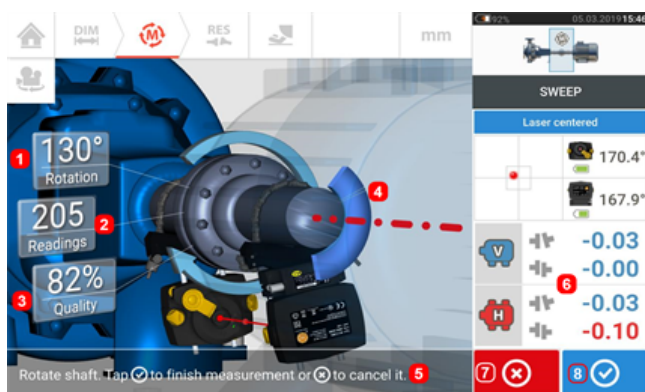 92%
05.03.2019 15:46
DIM
M
RES
mm
SWEEP
Laser centered
170.4°
167.9°
1
130°
Rotation
2
205
Readings
3
82%
Quality
4
V
-0.03
-0.00
6
H
-0.03
-0.10
Rotate shaft. Tap to finish measurement or to cancel it.
5
7
8